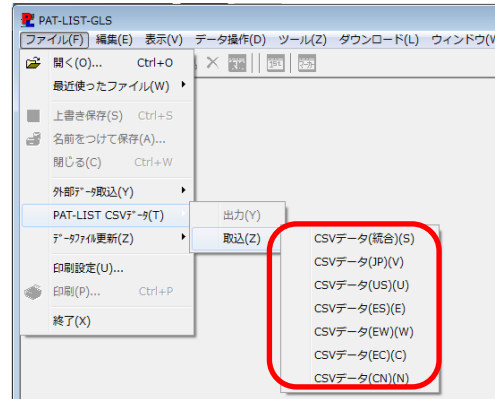 PAT-LIST-GLS
ファイル(F) 編集(E) 表示(V) データ操作(D) ツール(Z) ダウンロード(L) ウィンドウ(W
開く(O)... Ctrl+O
最近使ったファイル(W)
上書き保存(S) Ctrl+S
名前をつけて保存(A)...
閉じる(C) Ctrl+W
外部ﾃﾞｰﾀ取込(Y)
PAT-LIST CSVﾃﾞｰﾀ(T) 出力(Y)
ﾃﾞｰﾀﾌｧｲﾙ更新(Z) 取込(Z) CSVデータ(統合)(S)
CSVデータ(JP)(V)
印刷設定(U)... CSVデータ(US)(U)
印刷(P)... Ctrl+P CSVデータ(ES)(E)
終了(X) CSVデータ(EW)(W)
CSVデータ(EC)(C)
CSVデータ(CN)(N)